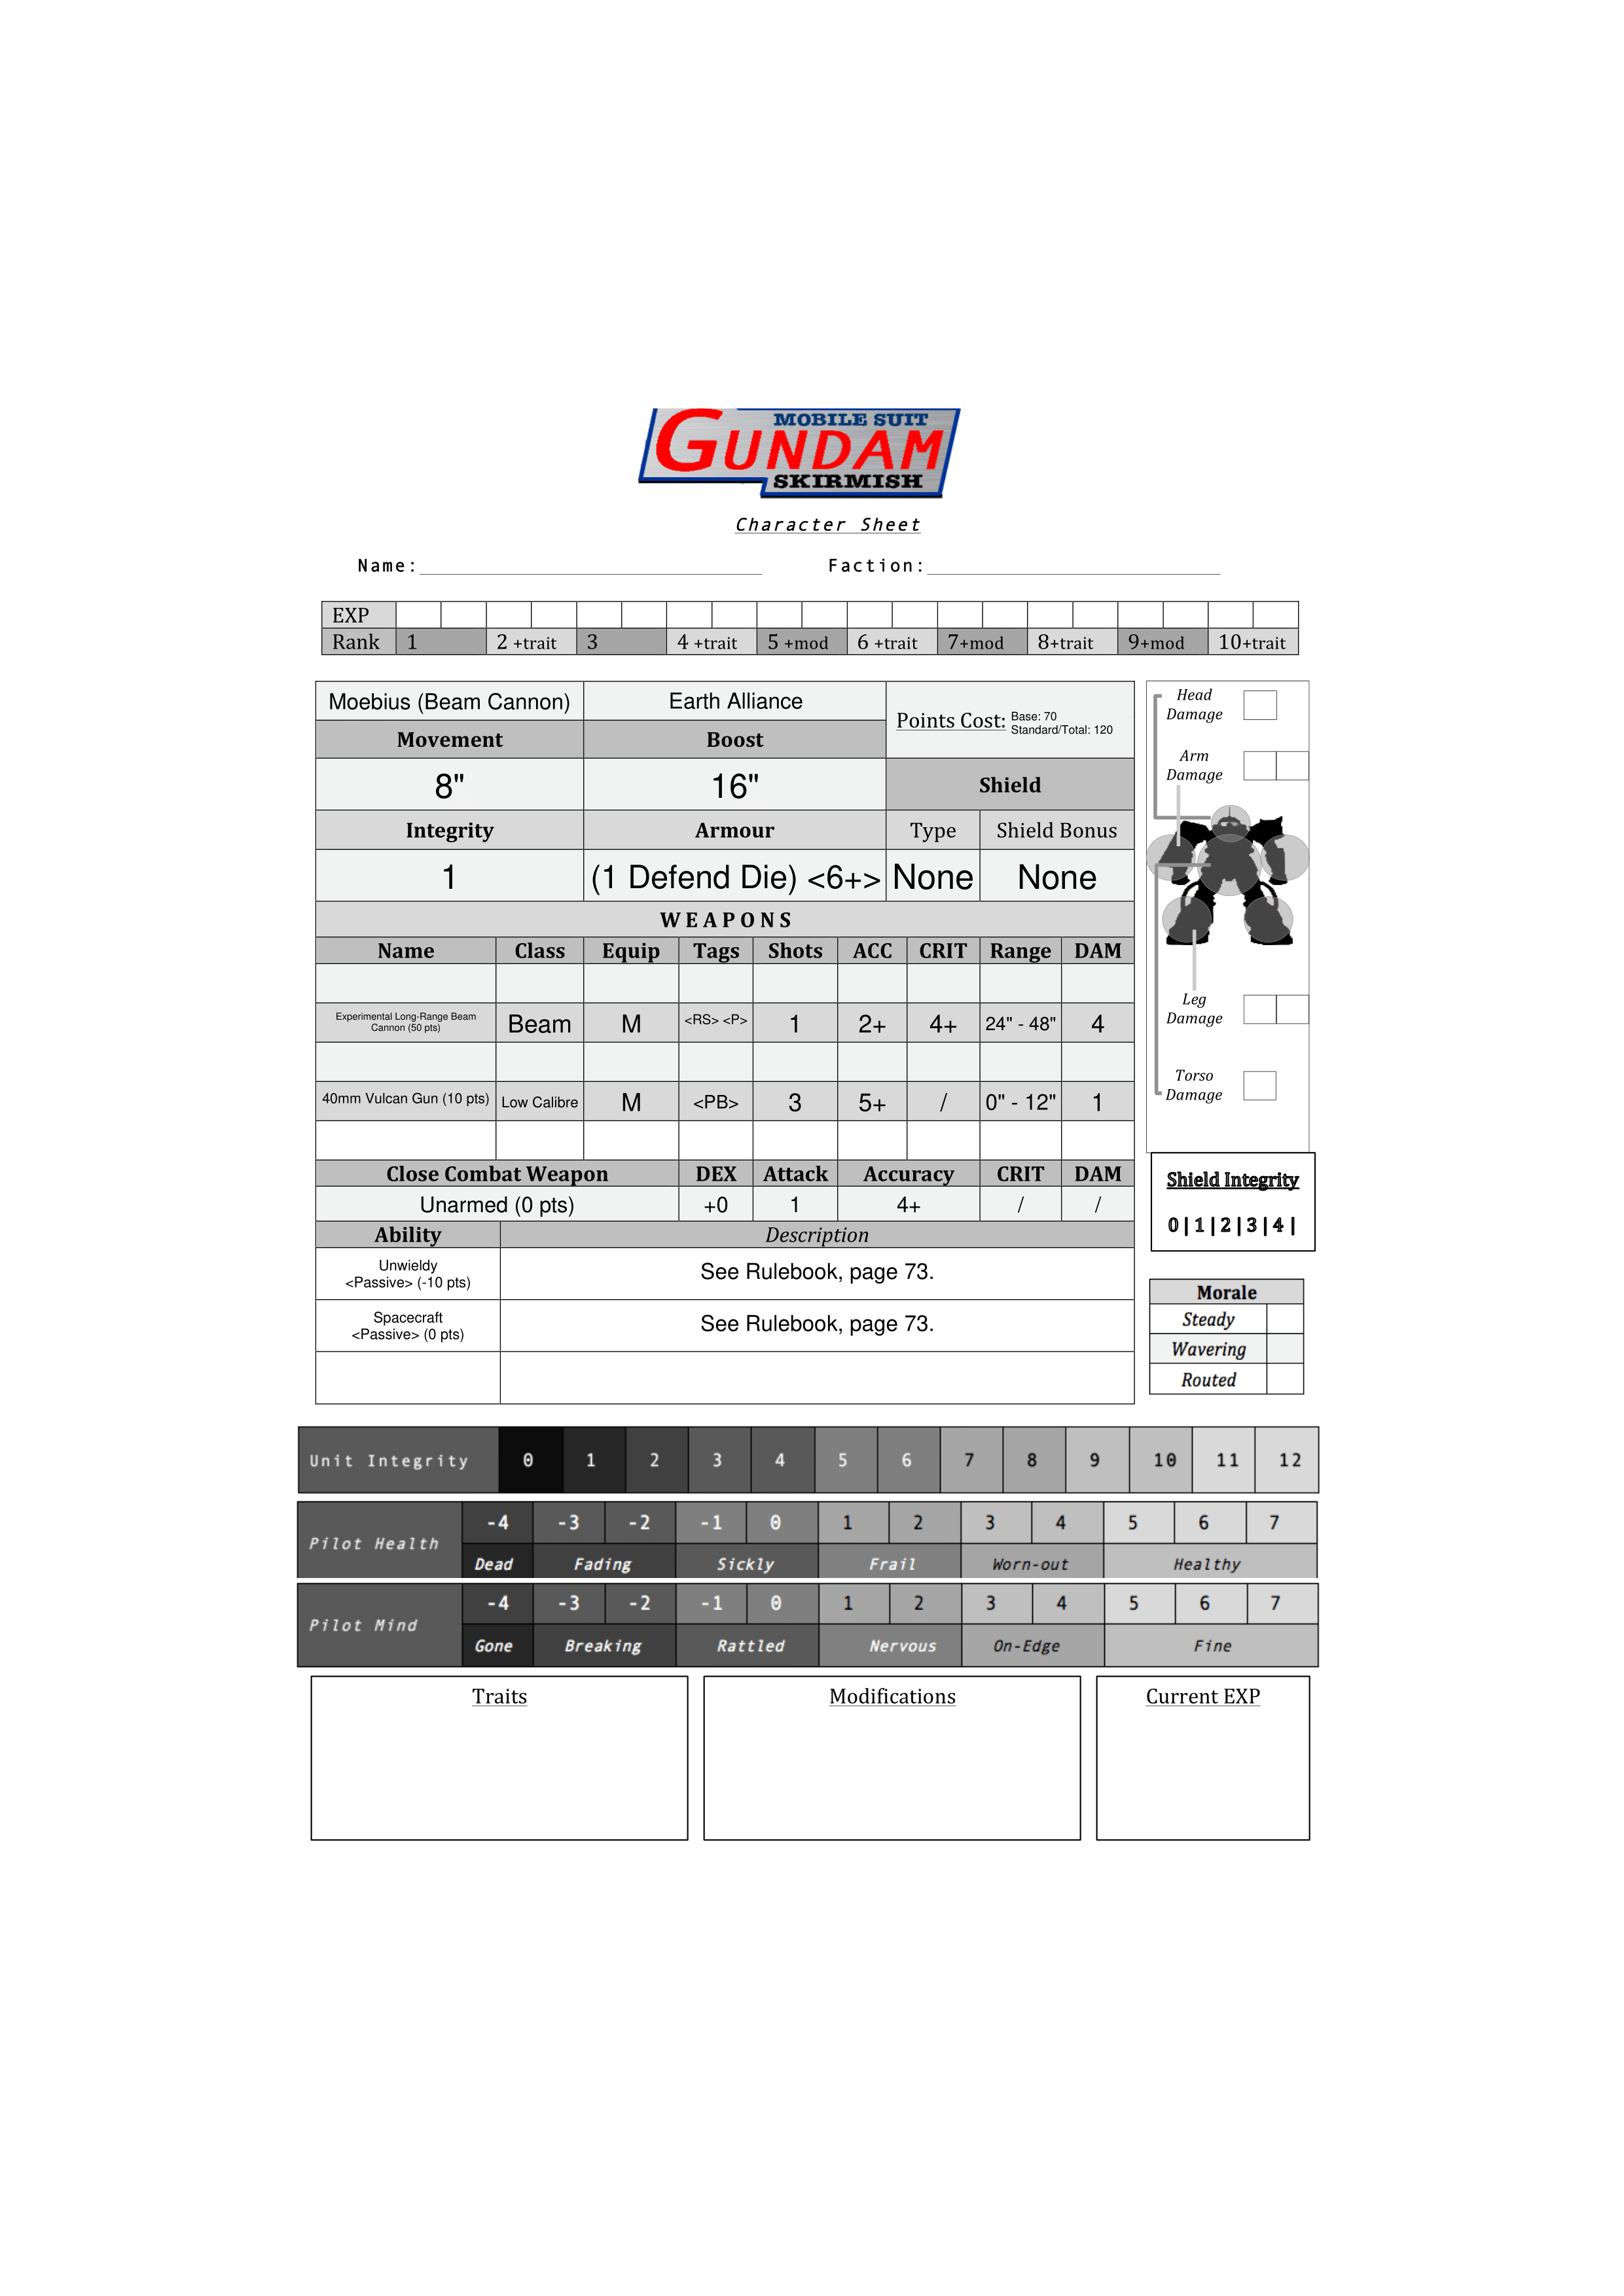 MOBILE SUIT
GUNDAM
SKIRMISH
Character Sheet
Name: Faction:
EXP
Rank 1 2 +trait 3 4 +trait 5 +mod 6 +trait 7+mod 8+trait 9+mod 10+trait
Moebius (Beam Cannon) Earth Alliance Points Cost: Base: 70
Standard/Total: 120
Movement Boost
8" 16" Shield
Integrity Armour Type Shield Bonus
1 (1 Defend Die) <6+> None None
WEAPONS
Name Class Equip Tags Shots ACC CRIT Range DAM
Experimental Long-Range Beam
Cannon (50 pts) Beam M <RS> <P> 1 2+ 4+ 24" - 48" 4
40mm Vulcan Gun (10 pts) Low Calibre M <PB> 3 5+ / 0" - 12" 1
Close Combat Weapon DEX Attack Accuracy CRIT DAM
Unarmed (0 pts) +0 1 4+ / /
Ability Description
Unwieldy
<Passive> (-10 pts) See Rulebook, page 73.
Spacecraft
<Passive> (0 pts) See Rulebook, page 73.
Head
Damage
Arm
Damage
Leg
Damage
Torso
Damage
Shield Integrity
0 | 1 | 2 | 3 | 4 |
Morale
Steady
Wavering
Routed
Unit Integrity 0 1 2 3 4 5 6 7 8 9 10 11 12
Pilot Health -4 -3 -2 -1 0 1 2 3 4 5 6 7
Dead Fading Sickly Frail Worn-out Healthy
Pilot Mind -4 -3 -2 -1 0 1 2 3 4 5 6 7
Gone Breaking Rattled Nervous On-Edge Fine
Traits Modifications Current EXP